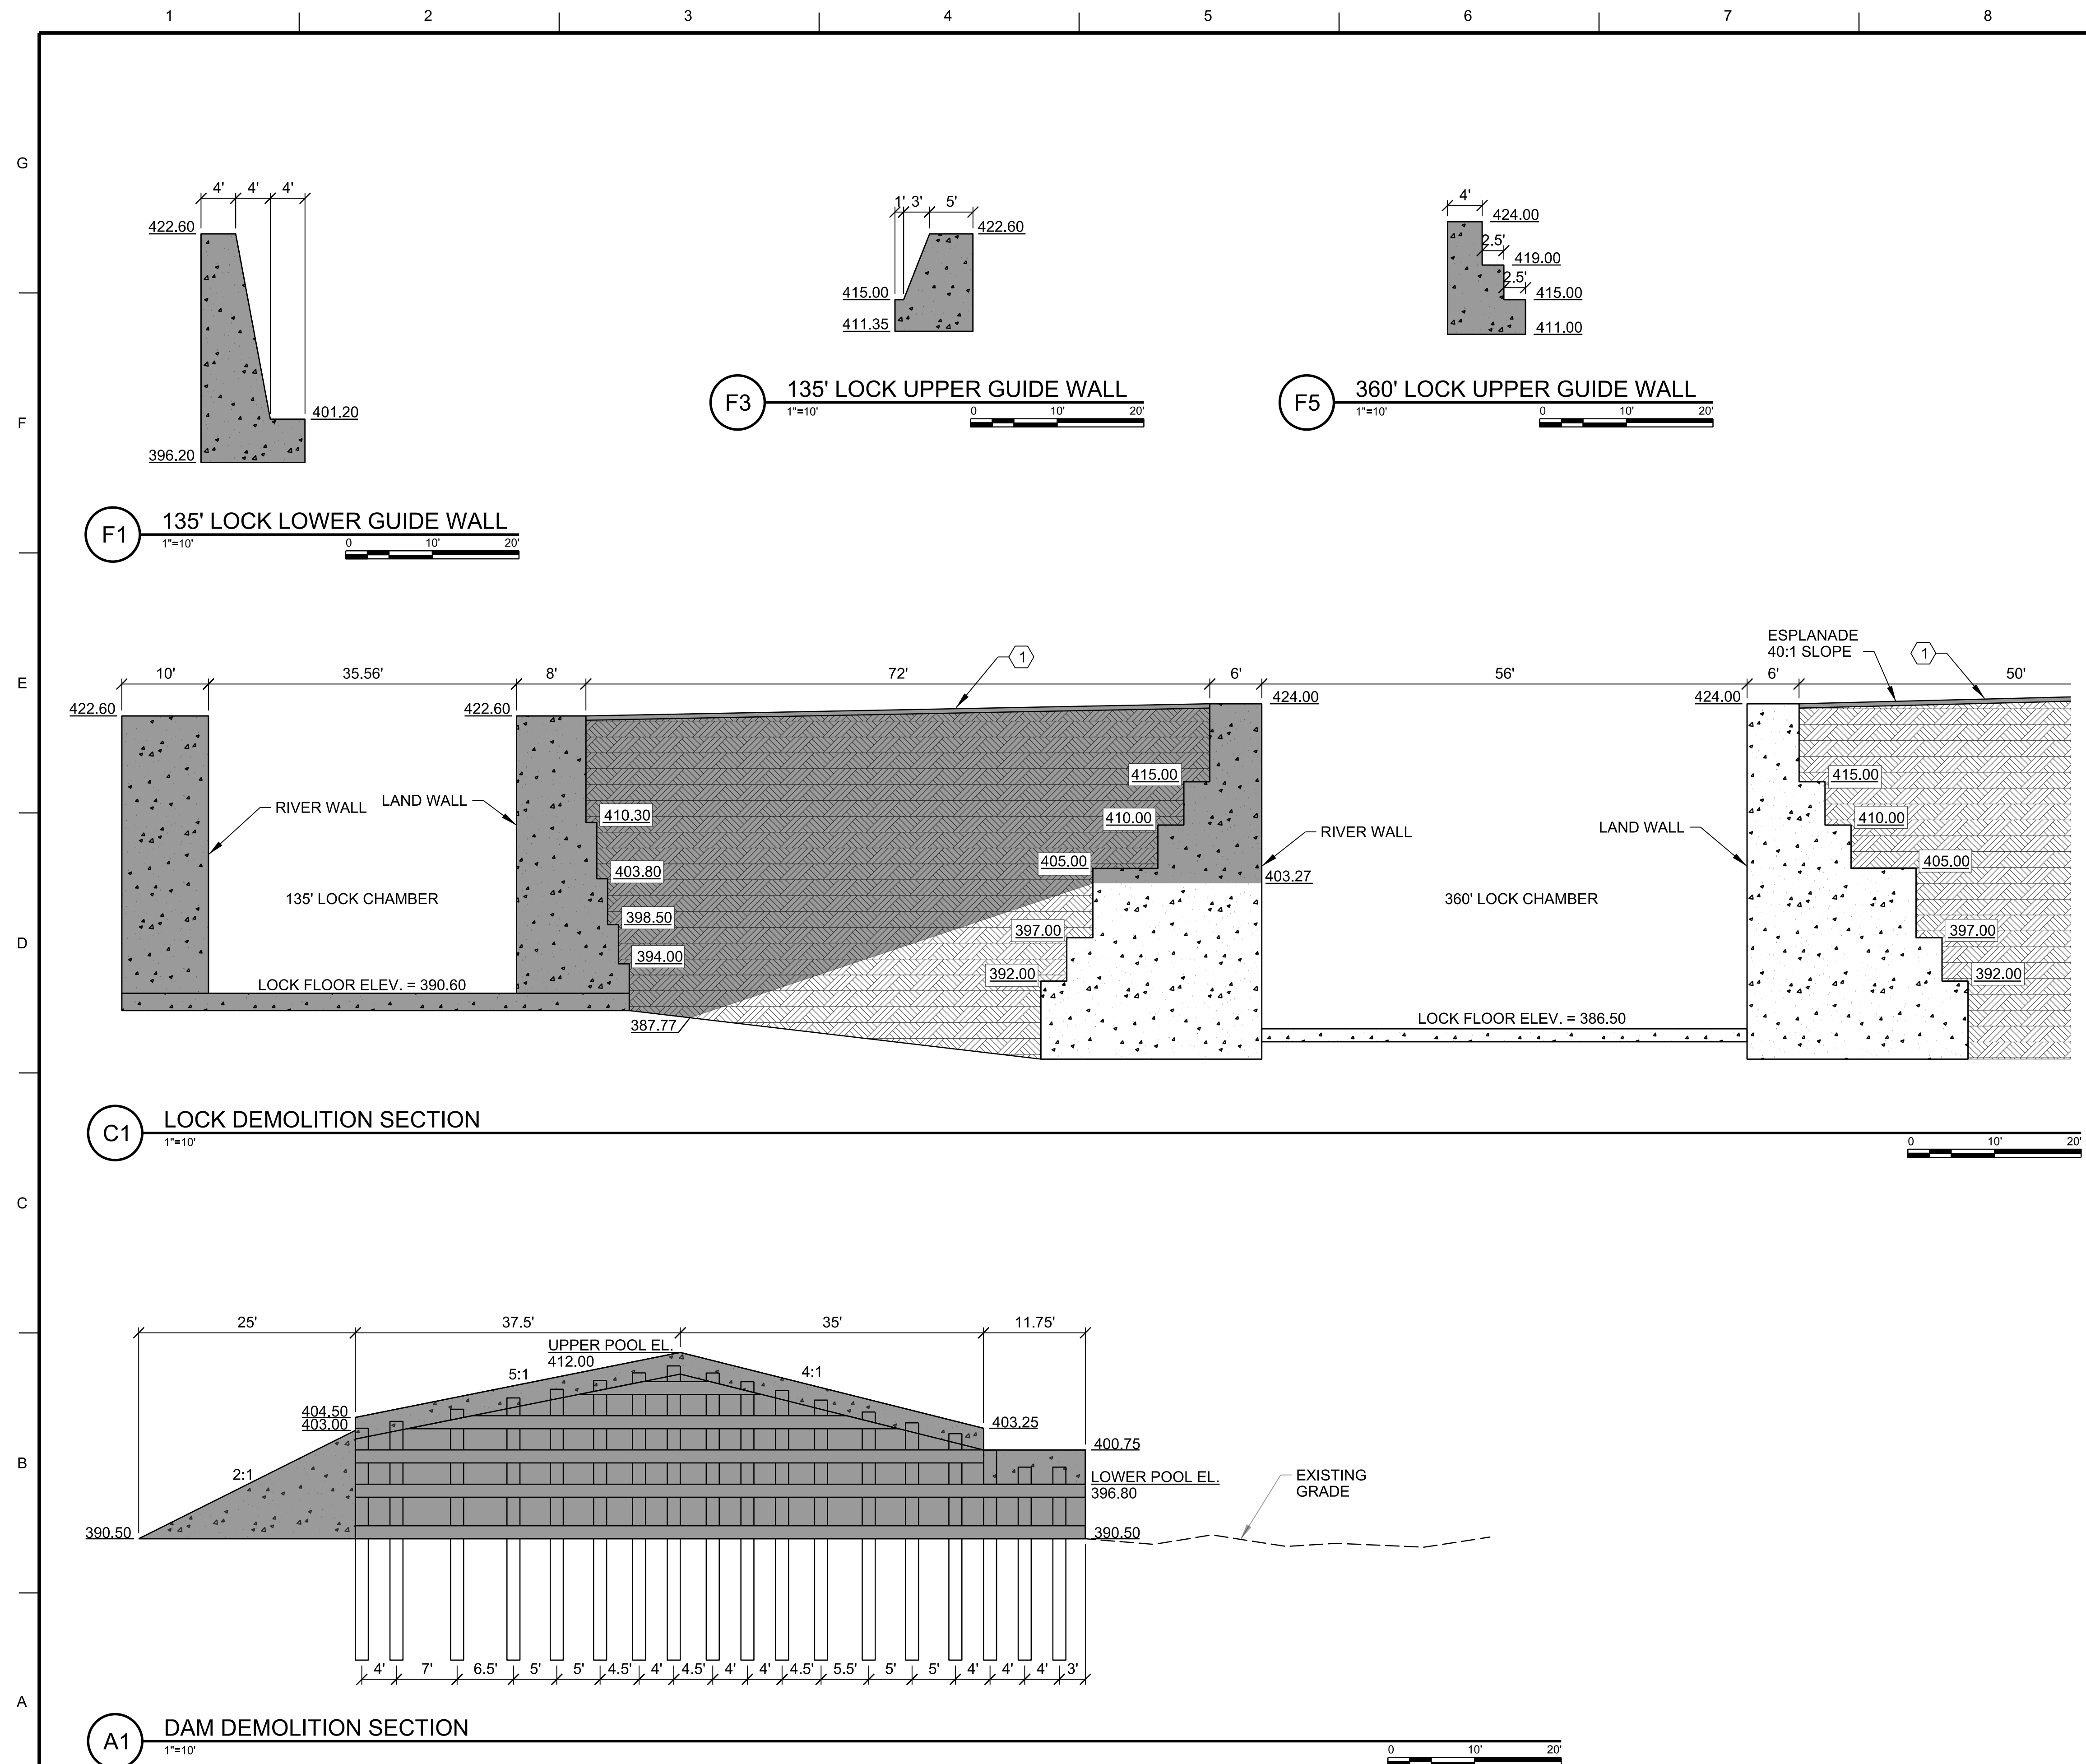 1 2 3 4 5 6 7 8
G
4' 4' 4'
422.60
401.20
396.20
F1 135' LOCK LOWER GUIDE WALL
1"=10'
0 10' 20'
1' 3' 5'
422.60
415.00
411.35
F3 135' LOCK UPPER GUIDE WALL
1"=10'
0 10' 20'
4'
424.00
2.5'
419.00
2.5'
415.00
411.00
F5 360' LOCK UPPER GUIDE WALL
1"=10'
0 10' 20'
F
E
10' 35.56' 8' 72' 6' 56' 6' 50'
1
ESPLANADE
40:1 SLOPE
1
422.60 422.60 424.00 424.00
415.00 415.00
410.30 410.00 410.00
RIVER WALL LAND WALL
RIVER WALL LAND WALL
405.00 405.00
403.80 403.27
135' LOCK CHAMBER 360' LOCK CHAMBER
398.50 397.00 397.00
D
394.00 392.00 392.00
LOCK FLOOR ELEV. = 390.60
387.77
LOCK FLOOR ELEV. = 386.50
C1 LOCK DEMOLITION SECTION
1"=10'
0 10' 20'
C
25' 37.5' 35' 11.75'
UPPER POOL EL.
412.00
5:1 4:1
404.50
403.00
403.25
400.75
B
2:1
LOWER POOL EL.
396.80
EXISTING
GRADE
390.50 390.50
4' 7' 6.5' 5' 5' 4.5' 4' 4.5' 4' 4' 4.5' 5.5' 5' 5' 4' 4' 4' 3'
A
A1 DAM DEMOLITION SECTION
1"=10'
0 10' 20'